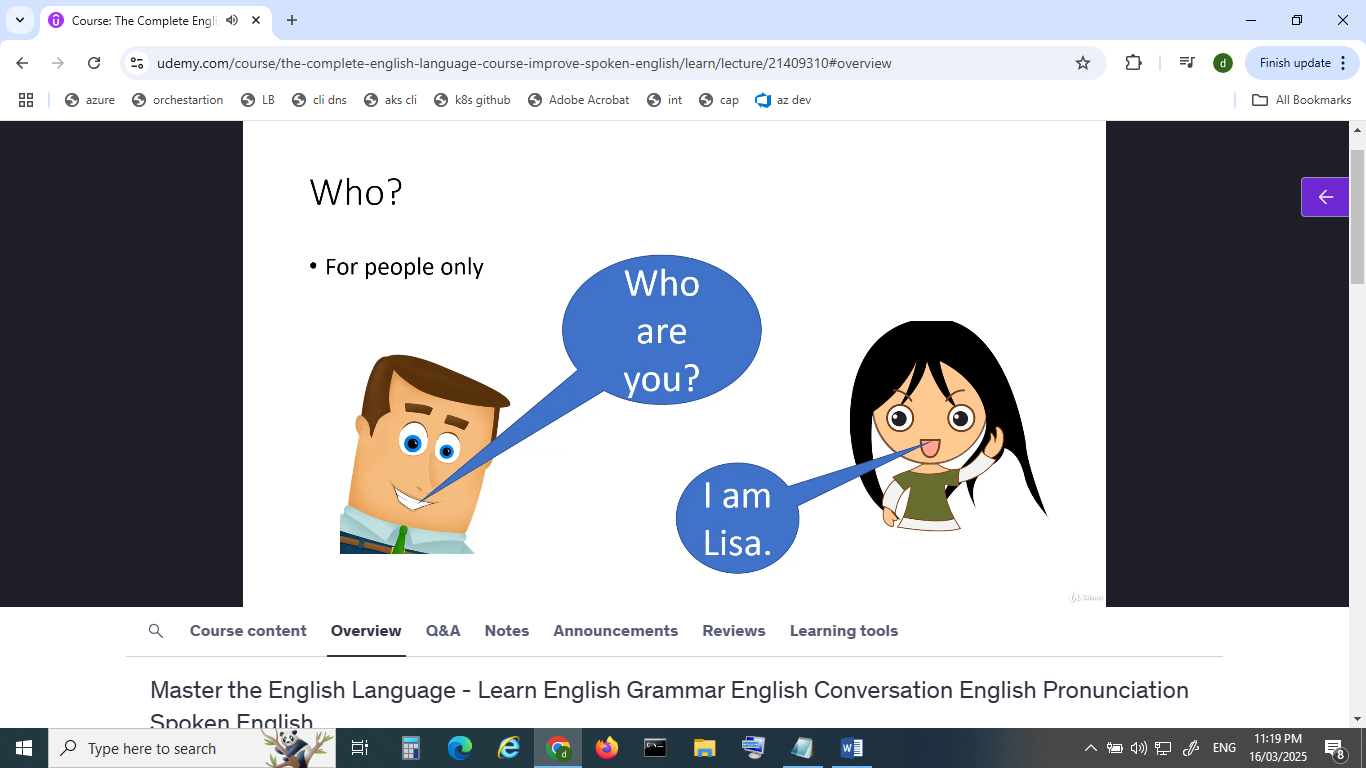 Course: The Complete Engli
udemy.com/course/the-complete-english-language-course-improve-spoken-english/learn/lecture/21409310#overview
d
Finish update
azure
orchestartion
LB
cli dns
aks cli
k8s github
Adobe Acrobat
int
cap
az dev
All Bookmarks
Who?
• For people only
Who
are
you?
I am
Lisa.
Udemy
Course content
Overview
Q&A
Notes
Announcements
Reviews
Learning tools
Master the English Language - Learn English Grammar English Conversation English Pronunciation
Spoken English
Type here to search
ENG
11:19 PM
16/03/2025
8